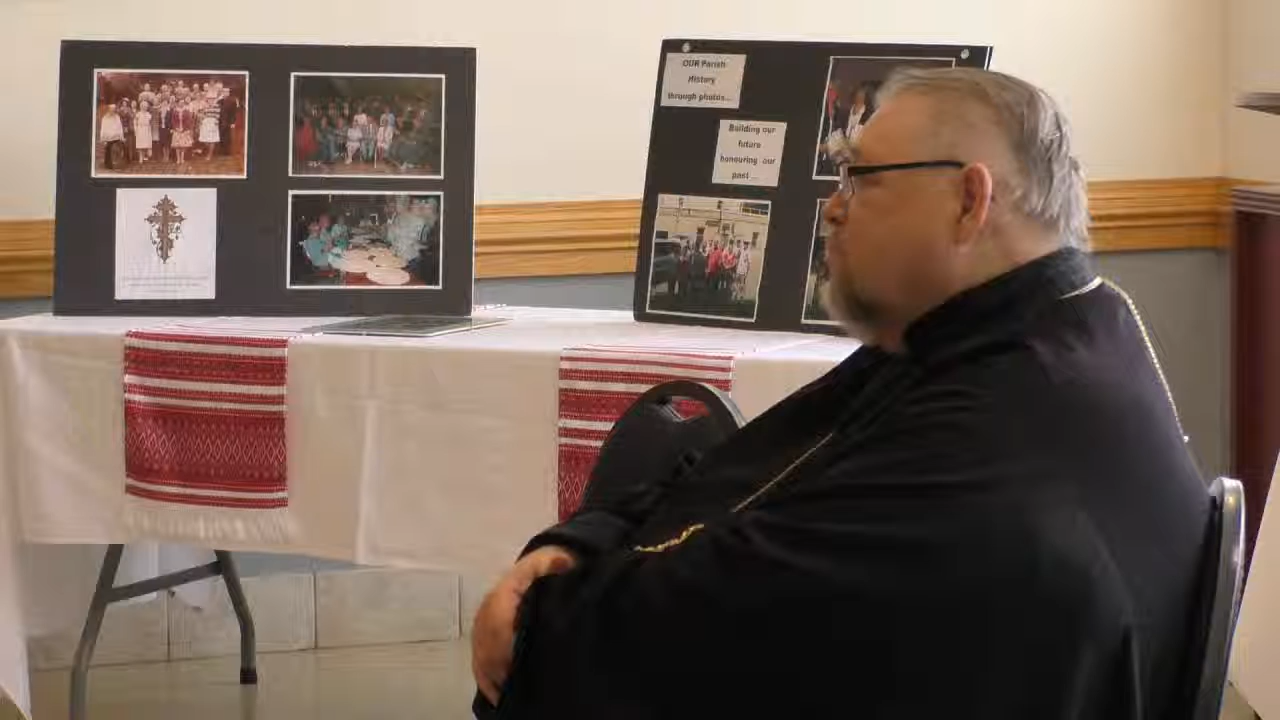 OUR Parish
History
through photos...
Building our
future
honouring our
past ...